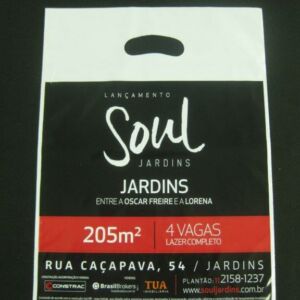 LANÇAMENTO
Soul
JARDINS
JARDINS
ENTRE A OSCAR FREIRE E A LORENA
205m² 4 VAGAS
LAZER COMPLETO
RUA CAÇAPAVA, 54 / JARDINS
PLANTÃO: 2158-1237
www.souljardins.com.br
CONSTRAC BrasilBrokers TUA